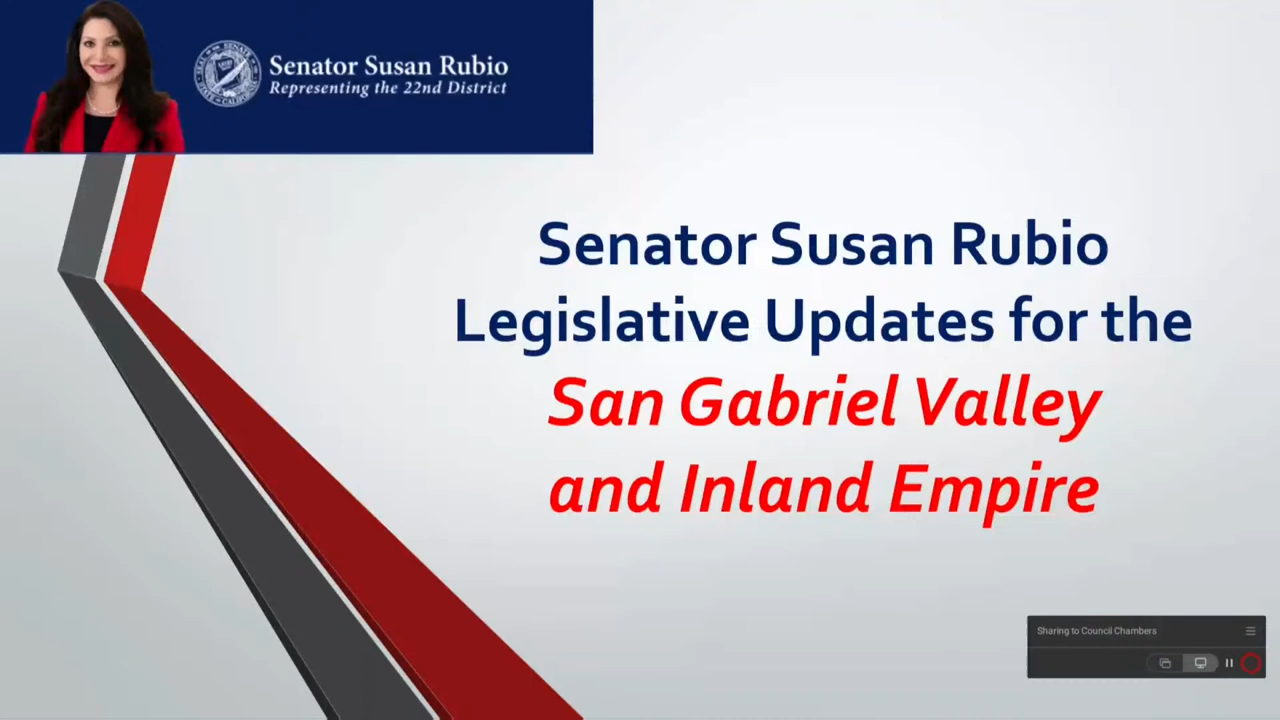 Senator Susan Rubio
Representing the 22nd District
Senator Susan Rubio
Legislative Updates for the
San Gabriel Valley
and Inland Empire
Sharing to Council Chambers